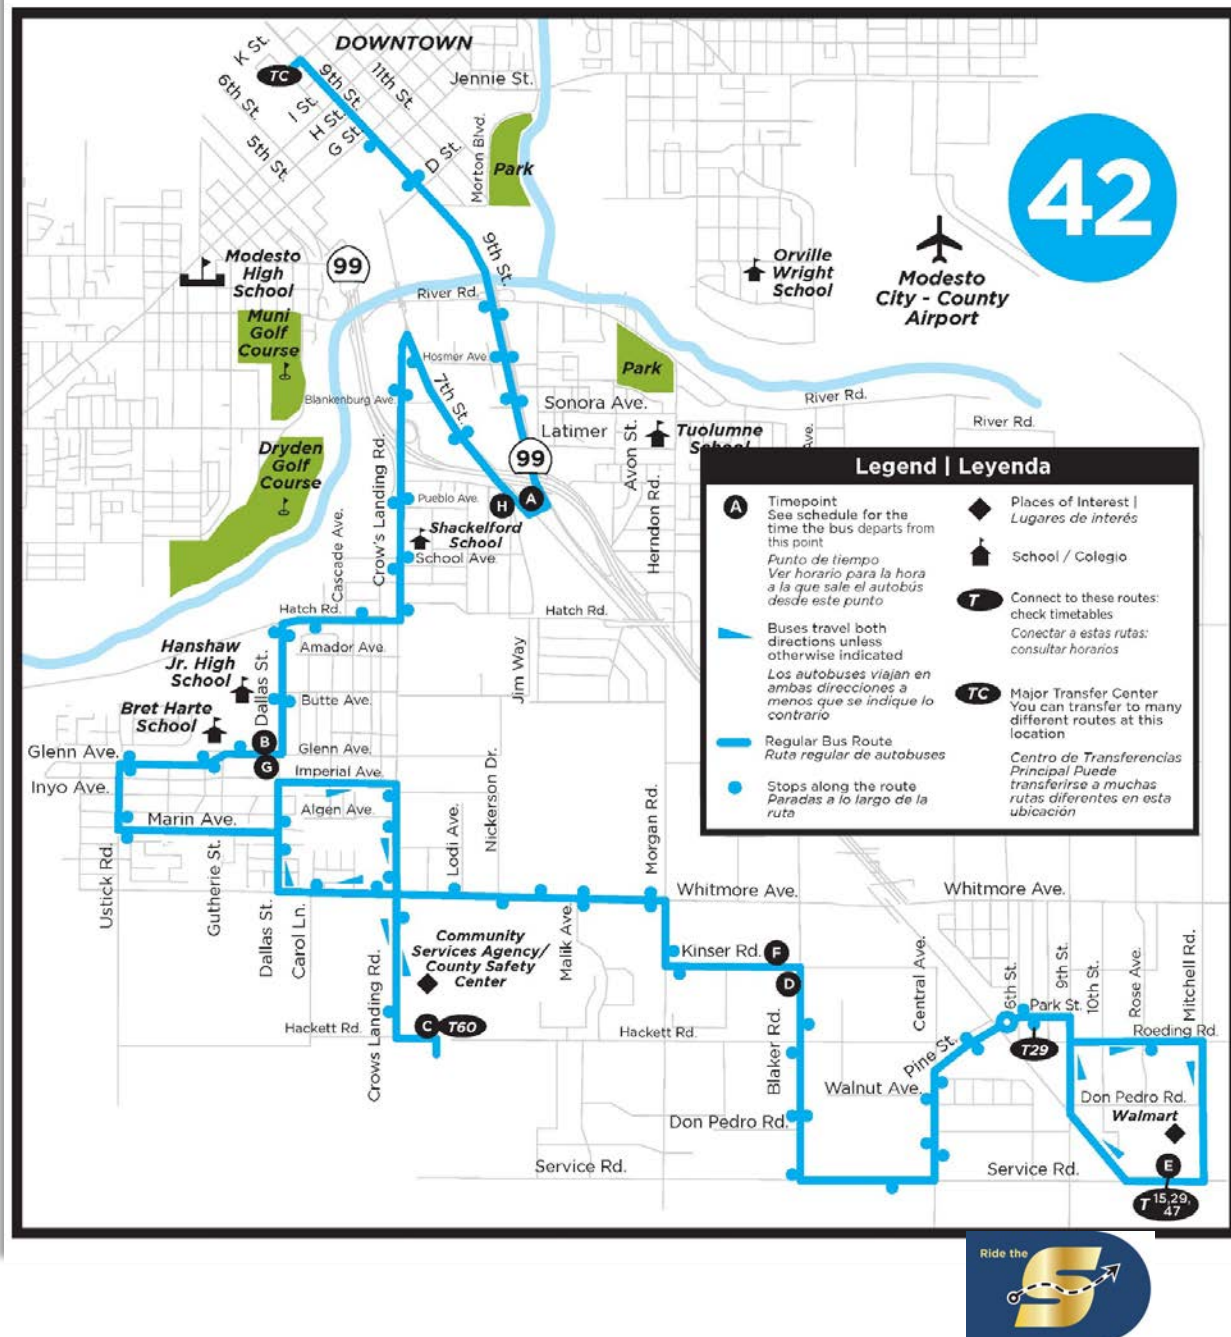 DOWNTOWN
K St.
TC
6th St.
9th St.
11th St.
Jennie St.
I St.
H St.
G St.
5th St.
D St.
Morton Blvd.
Park
42
Modesto
High
School
99
9th St.
Orville
Wright
School
Modesto
City - County
Airport
River Rd.
Muni
Golf
Course
Hosmer Ave.
Park
7th St.
Blankenburg Ave.
Sonora Ave.
River Rd.
River Rd.
Latimer
Avon St.
Tuolumne
School
Ave.
Dryden
Golf
Course
99
Crow's Landing Rd.
Pueblo Ave.
H
A
Herndon Rd.
Shackelford
School
School Ave.
Cascade Ave.
Hatch Rd.
Hatch Rd.
Amador Ave.
Hanshaw
Jr. High
School
Dallas St.
Jim Way
Butte Ave.
Bret Harte
School
Glenn Ave.
B
Glenn Ave.
G
Imperial Ave.
Inyo Ave.
Algen Ave.
Marin Ave.
Nickerson Dr.
Lodi Ave.
Morgan Rd.
Ustick Rd.
Gutherie St.
Dallas St.
Carol Ln.
Whitmore Ave.
Whitmore Ave.
Community
Services Agency/
County Safety
Center
Malik Ave.
Kinser Rd.
F
D
Central Ave.
6th St.
9th St.
10th St.
Rose Ave.
Mitchell Rd.
Park St.
Roeding Rd.
Hackett Rd.
C
T60
Crows Landing Rd.
Hackett Rd.
Blaker Rd.
Pine St.
T29
Walnut Ave.
Don Pedro Rd.
Walmart
Don Pedro Rd.
Service Rd.
Service Rd.
E
T 15,29,
47
Legend | Leyenda
A
Timepoint
See schedule for the
time the bus departs from
this point
Punto de tiempo
Ver horario para la hora
a la que sale el autobús
desde este punto
Buses travel both
directions unless
otherwise indicated
Los autobuses viajan en
ambas direcciones a
menos que se indique lo
contrario
Regular Bus Route
Ruta regular de autobuses
Stops along the route
Paradas a lo largo de la
ruta
Places of Interest |
Lugares de interés
School / Colegio
T
Connect to these routes:
check timetables
Conectar a estas rutas:
consultar horarios
TC
Major Transfer Center
You can transfer to many
different routes at this
location
Centro de Transferencias
Principal Puede
transferirse a muchas
rutas diferentes en esta
ubicación
Ride the
S